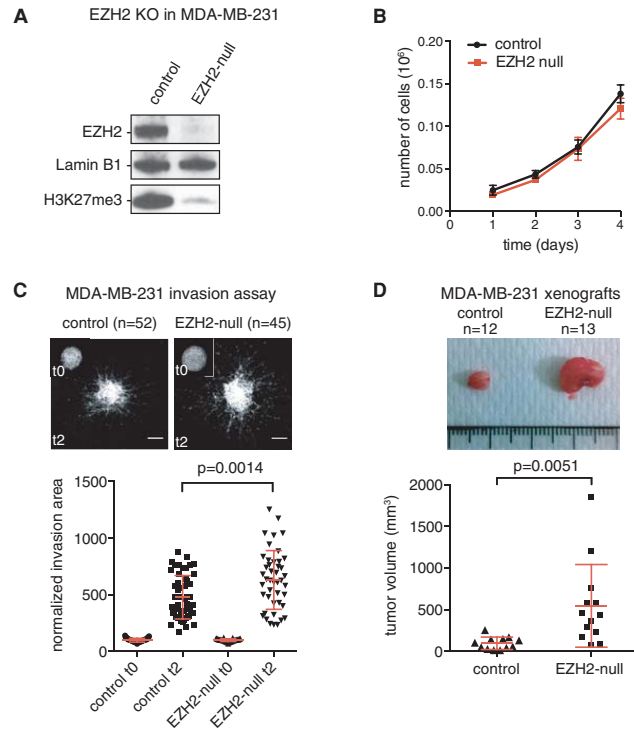 A
EZH2 KO in MDA-MB-231
control
EZH2-null
EZH2
Lamin B1
H3K27me3
B
control
EZH2 null
number of cells (10⁶)
0.20
0.15
0.10
0.05
0.00
0 1 2 3 4
time (days)
C
MDA-MB-231 invasion assay
control (n=52) EZH2-null (n=45)
t0 t0
t2 t2
p=0.0014
normalized invasion area
1500
1000
500
0
control t0
control t2
EZH2-null t0
EZH2-null t2
D
MDA-MB-231 xenografts
control EZH2-null
n=12 n=13
p=0.0051
tumor volume (mm³)
2000
1500
1000
500
0
control EZH2-null